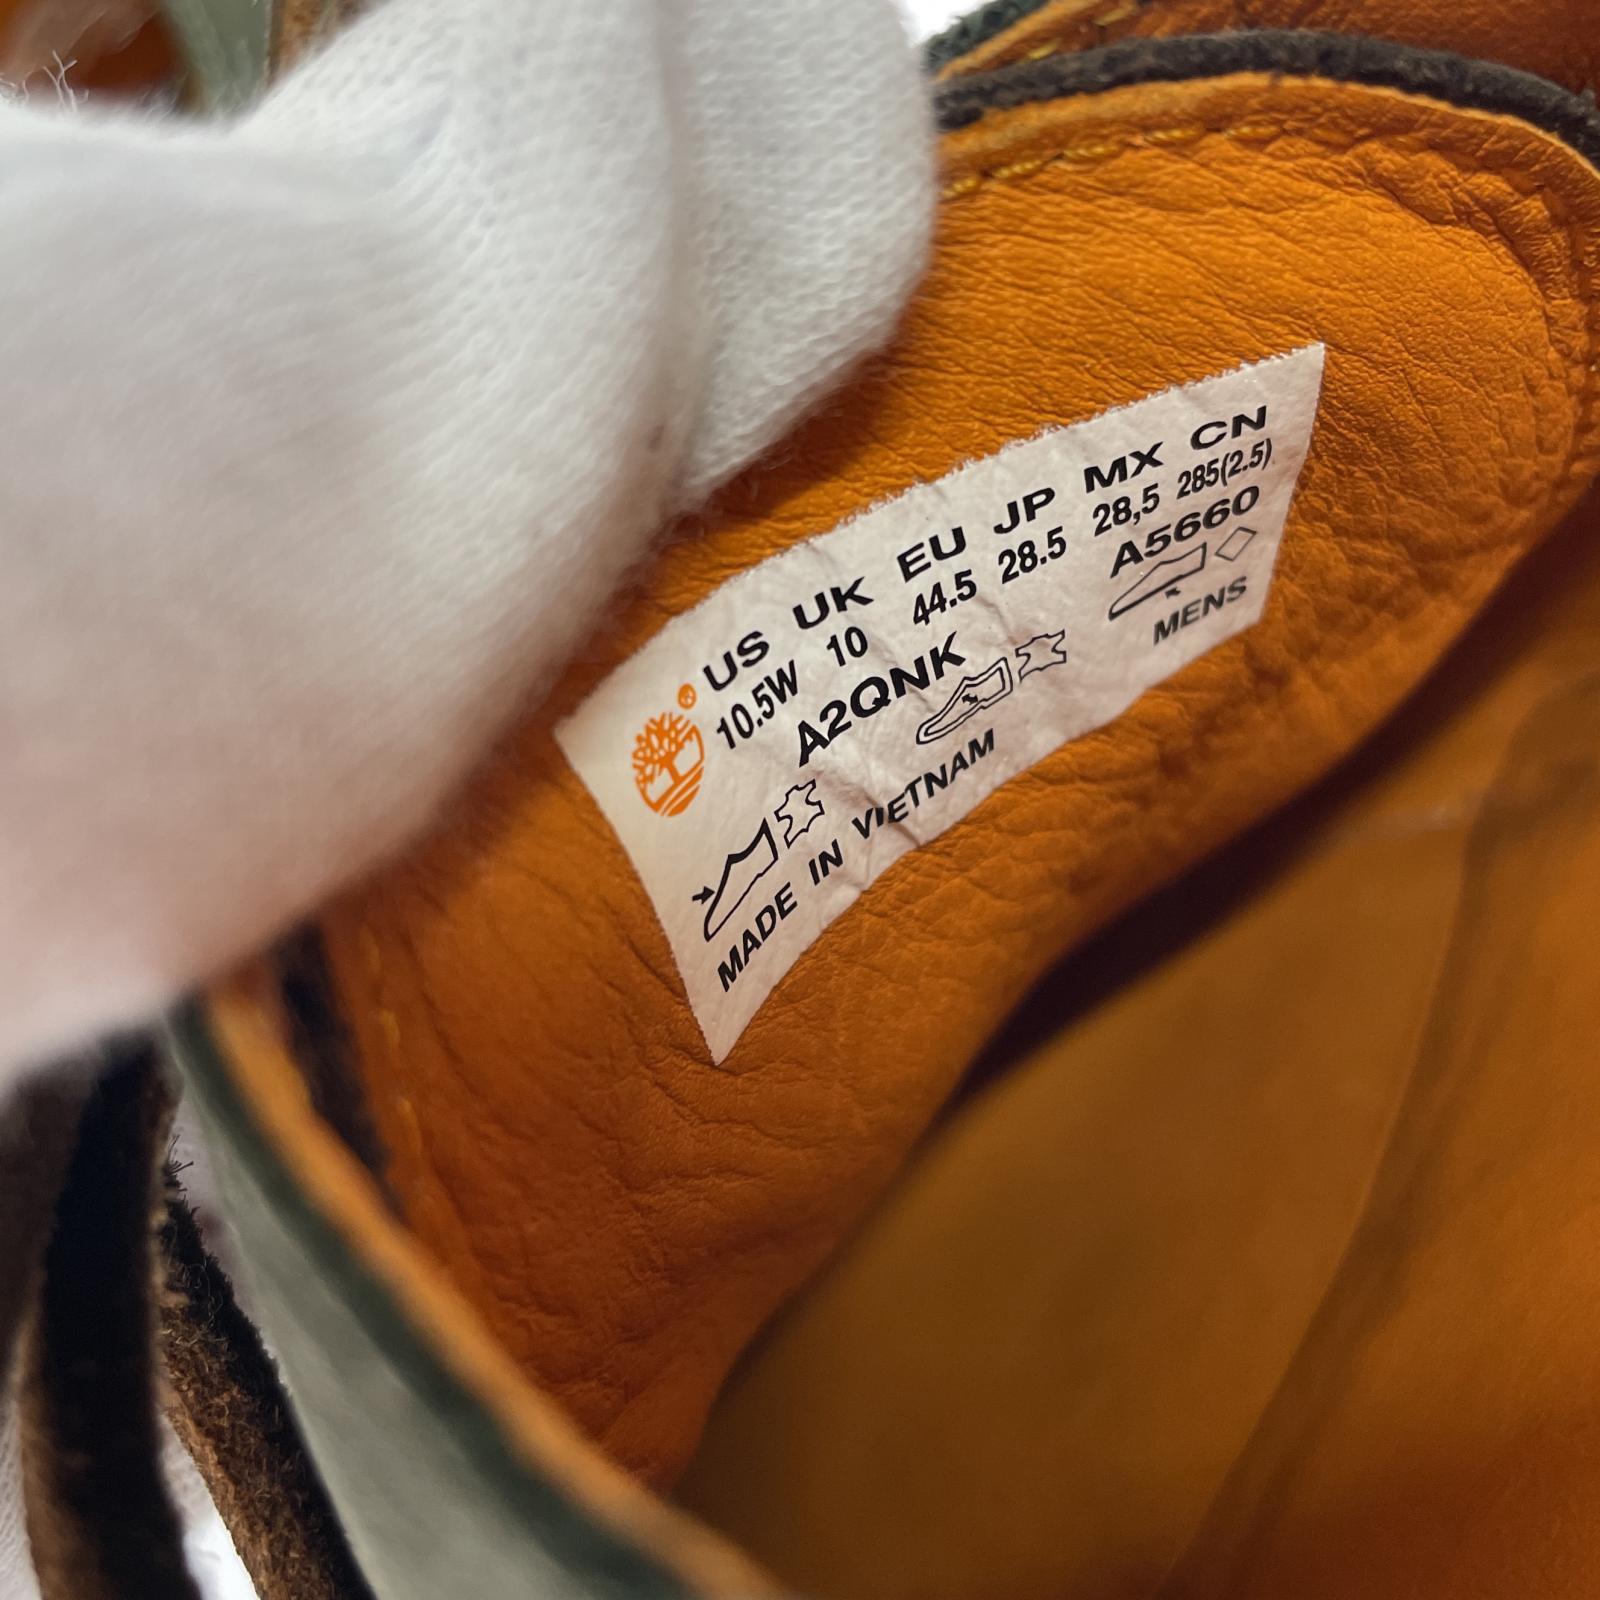 ® US UK EU JP MX CN
10.5W 10 44.5 28.5 28,5 285(2.5)
A2QNK A5660
MADE IN VIETNAM MENS